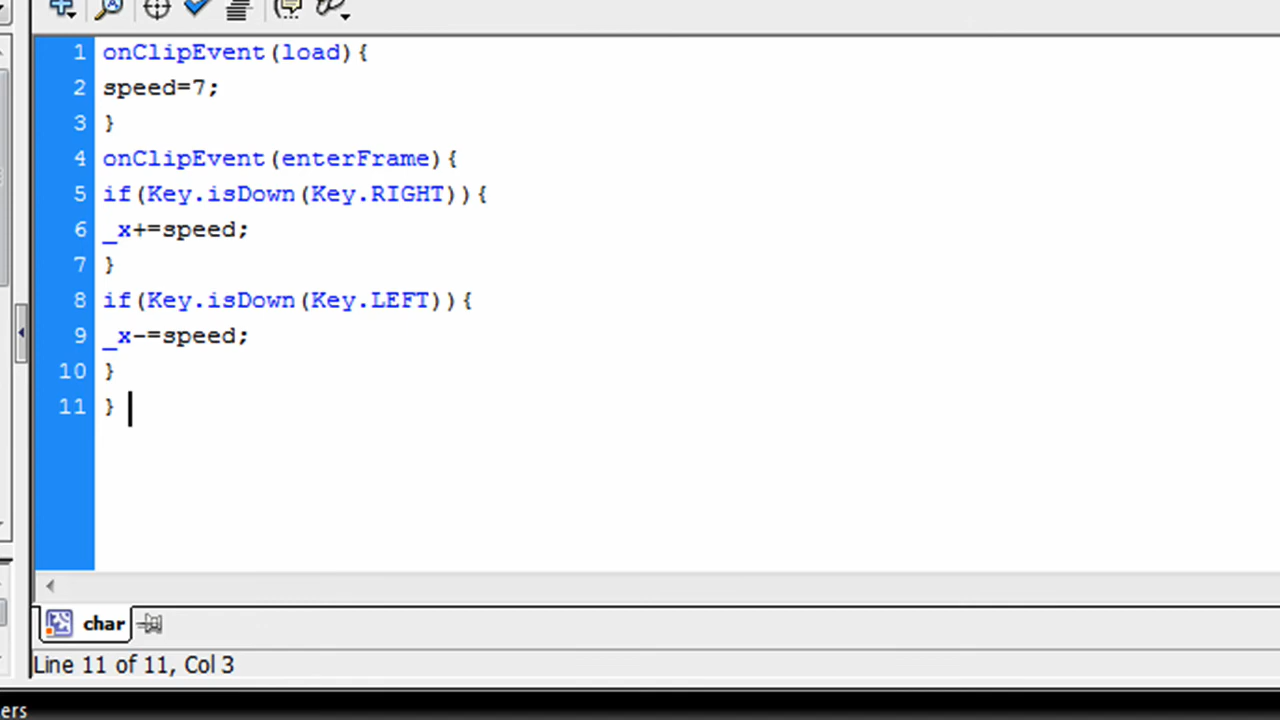 1 onClipEvent(load){
2 speed=7;
3 }
4 onClipEvent(enterFrame){
5 if(Key.isDown(Key.RIGHT)){
6 _x+=speed;
7 }
8 if(Key.isDown(Key.LEFT)){
9 _x-=speed;
10 }
11 }
char
Line 11 of 11, Col 3
ers